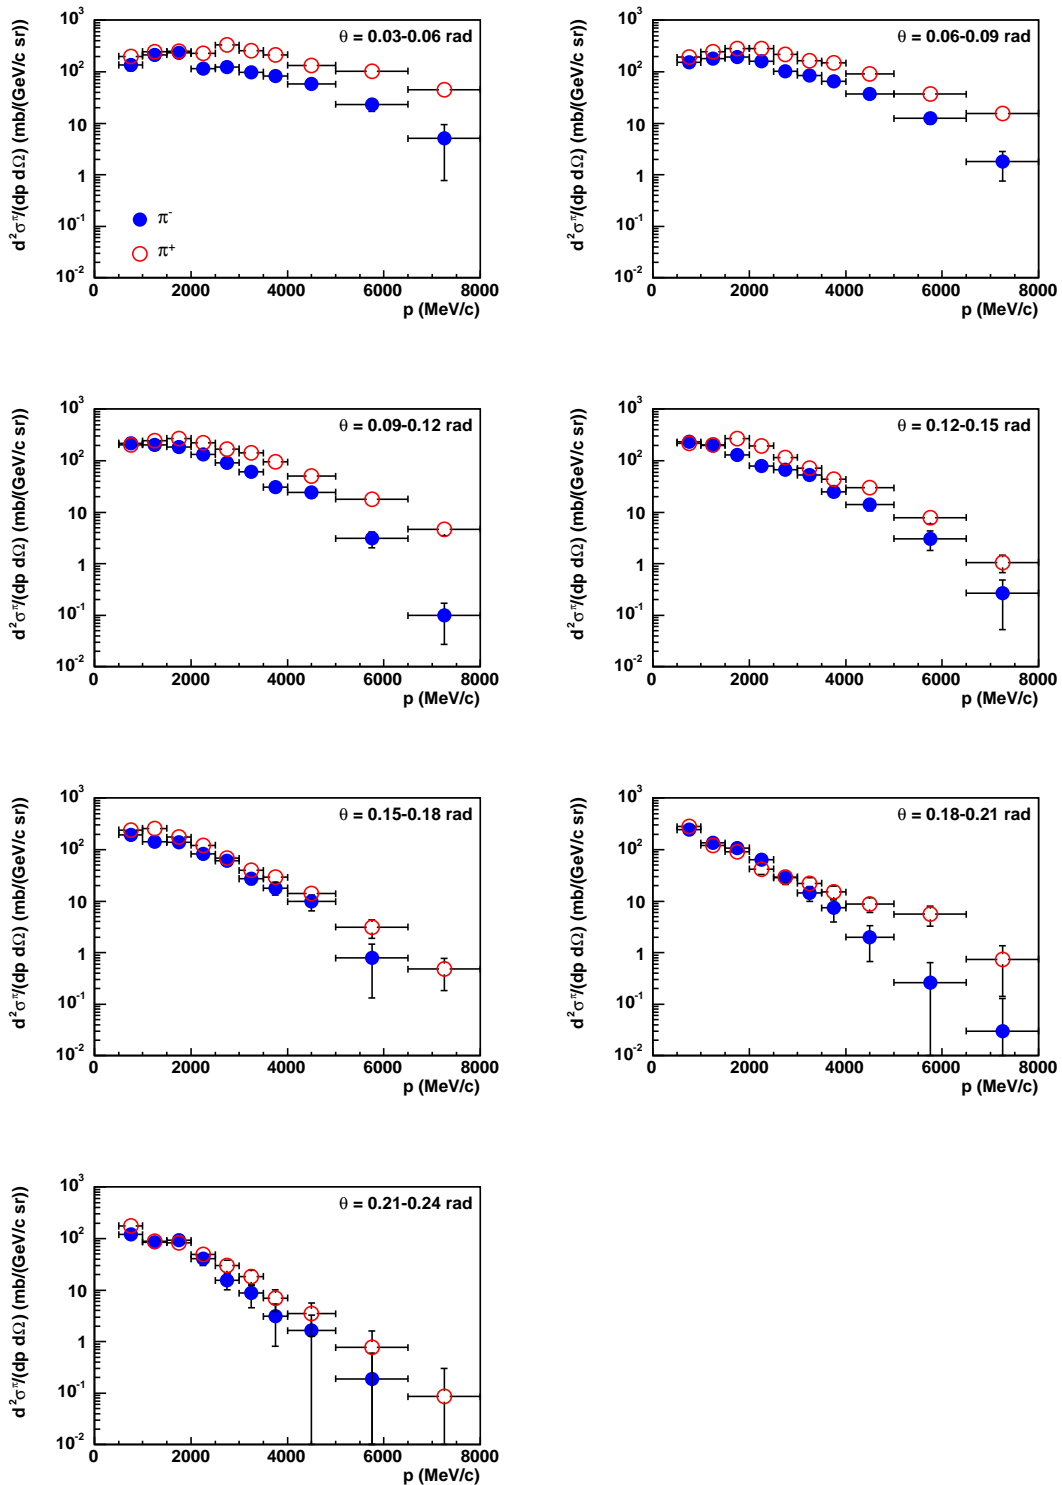 d²σ^π/(dp dΩ) (mb/(GeV/c sr))
10³
10²
10
1
10⁻¹
10⁻²
θ = 0.03-0.06 rad
π⁻
π⁺
0 2000 4000 6000 8000
p (MeV/c)
d²σ^π/(dp dΩ) (mb/(GeV/c sr))
10³
10²
10
1
10⁻¹
10⁻²
θ = 0.06-0.09 rad
0 2000 4000 6000 8000
p (MeV/c)
d²σ^π/(dp dΩ) (mb/(GeV/c sr))
10³
10²
10
1
10⁻¹
10⁻²
θ = 0.09-0.12 rad
0 2000 4000 6000 8000
p (MeV/c)
d²σ^π/(dp dΩ) (mb/(GeV/c sr))
10³
10²
10
1
10⁻¹
10⁻²
θ = 0.12-0.15 rad
0 2000 4000 6000 8000
p (MeV/c)
d²σ^π/(dp dΩ) (mb/(GeV/c sr))
10³
10²
10
1
10⁻¹
10⁻²
θ = 0.15-0.18 rad
0 2000 4000 6000 8000
p (MeV/c)
d²σ^π/(dp dΩ) (mb/(GeV/c sr))
10³
10²
10
1
10⁻¹
10⁻²
θ = 0.18-0.21 rad
0 2000 4000 6000 8000
p (MeV/c)
d²σ^π/(dp dΩ) (mb/(GeV/c sr))
10³
10²
10
1
10⁻¹
10⁻²
θ = 0.21-0.24 rad
0 2000 4000 6000 8000
p (MeV/c)